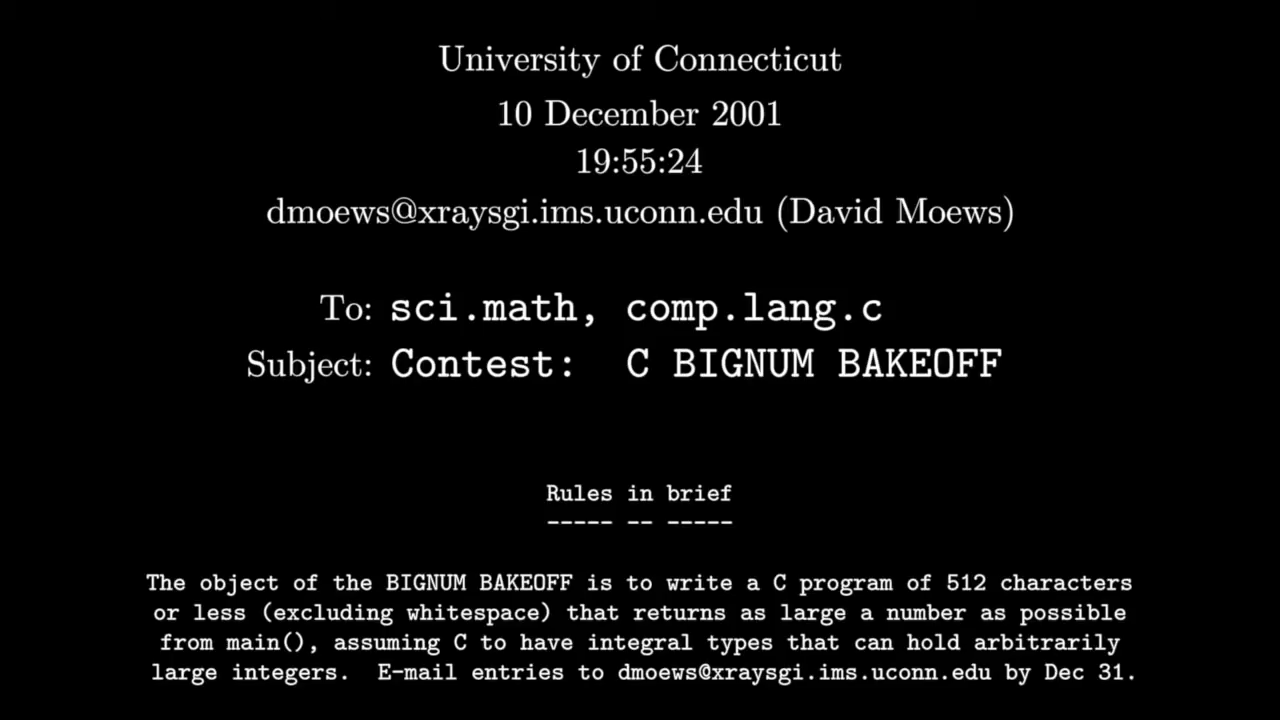 University of Connecticut
10 December 2001
19:55:24
dmoews@xraysgi.ims.uconn.edu (David Moews)
To: sci.math, comp.lang.c
Subject: Contest: C BIGNUM BAKEOFF
Rules in brief
----- -- -----
The object of the BIGNUM BAKEOFF is to write a C program of 512 characters
or less (excluding whitespace) that returns as large a number as possible
from main(), assuming C to have integral types that can hold arbitrarily
large integers. E-mail entries to dmoews@xraysgi.ims.uconn.edu by Dec 31.